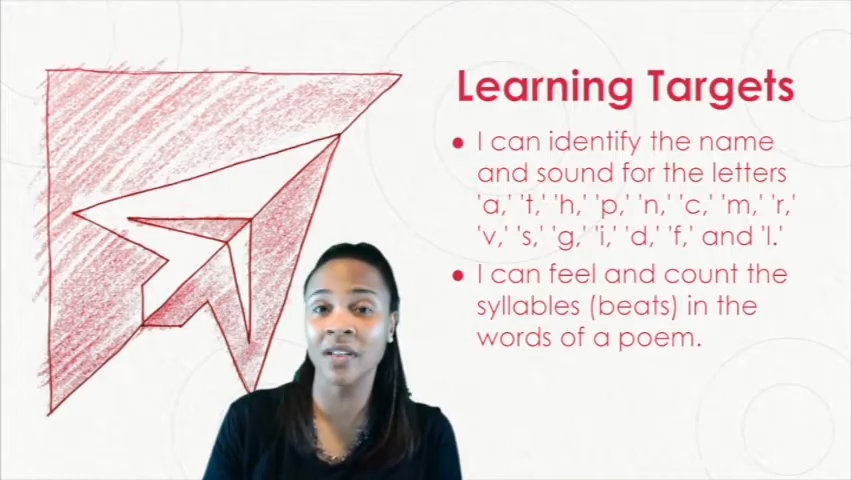 Learning Targets
● I can identify the name
and sound for the letters
'a,' 't,' 'h,' 'p,' 'n,' 'c,' 'm,' 'r,'
'v,' 's,' 'g,' 'i,' 'd,' 'f,' and 'l.'
● I can feel and count the
syllables (beats) in the
words of a poem.